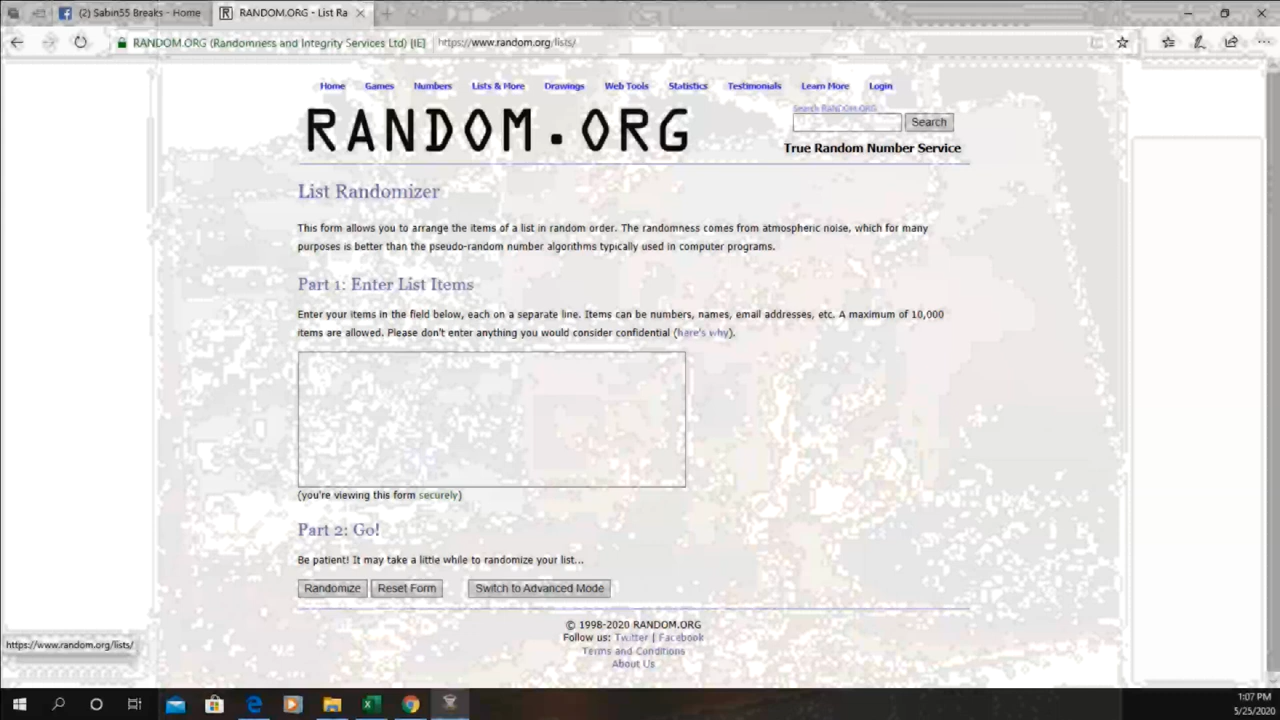 (2) Sabin55 Breaks - Home
RANDOM.ORG - List Ra
RANDOM.ORG (Randomness and Integrity Services Ltd) [IE]
https://www.random.org/lists/
Home Games Numbers Lists & More Drawings Web Tools Statistics Testimonials Learn More Login
Search RANDOM.ORG
RANDOM.ORG
Search
True Random Number Service
List Randomizer
This form allows you to arrange the items of a list in random order. The randomness comes from atmospheric noise, which for many
purposes is better than the pseudo-random number algorithms typically used in computer programs.
Part 1: Enter List Items
Enter your items in the field below, each on a separate line. Items can be numbers, names, email addresses, etc. A maximum of 10,000
items are allowed. Please don't enter anything you would consider confidential (here's why).
(you're viewing this form securely)
Part 2: Go!
Be patient! It may take a little while to randomize your list...
Randomize Reset Form Switch to Advanced Mode
© 1998-2020 RANDOM.ORG
Follow us: Twitter | Facebook
Terms and Conditions
About Us
https://www.random.org/lists/
1:07 PM
5/25/2020